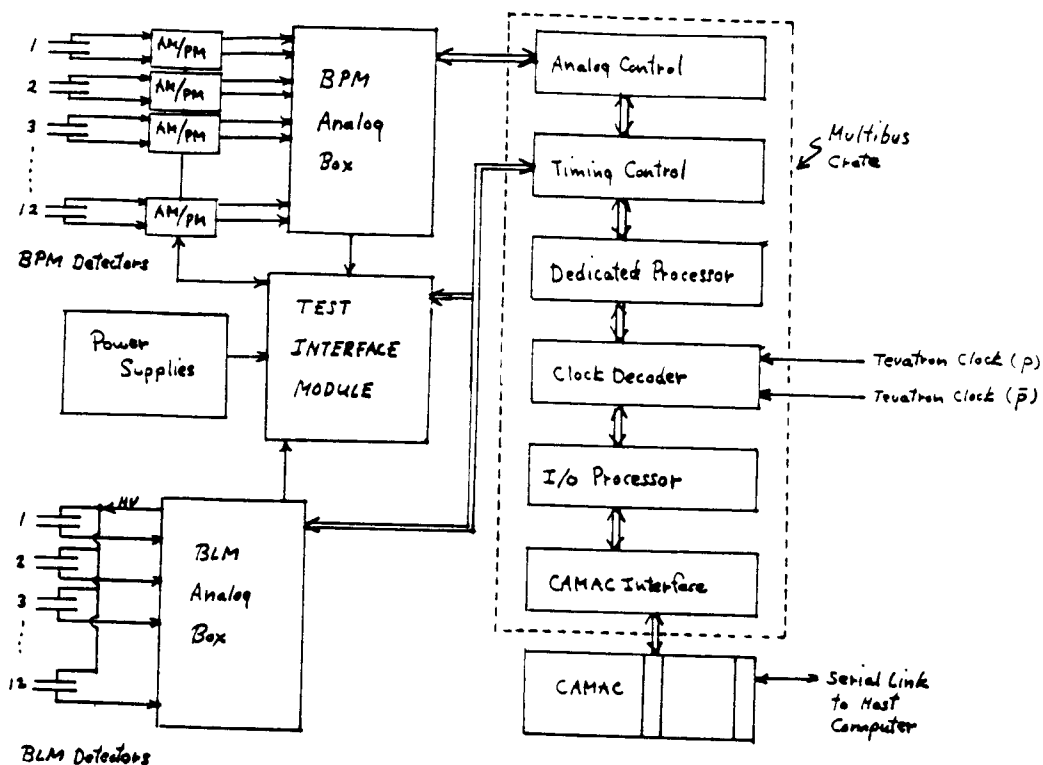 1
AM/PM
2
AM/PM
3
AM/PM
12
AM/PM
BPM Detectors
BPM
Analog
Box
Power
Supplies
TEST
INTERFACE
MODULE
HV
1
2
3
12
BLM Detectors
BLM
Analog
Box
Analog Control
Timing Control
Dedicated Processor
Clock Decoder
I/O Processor
CAMAC Interface
CAMAC
Multibus
Crate
Tevatron Clock (p)
Tevatron Clock (p̄)
Serial Link
to Host
Computer